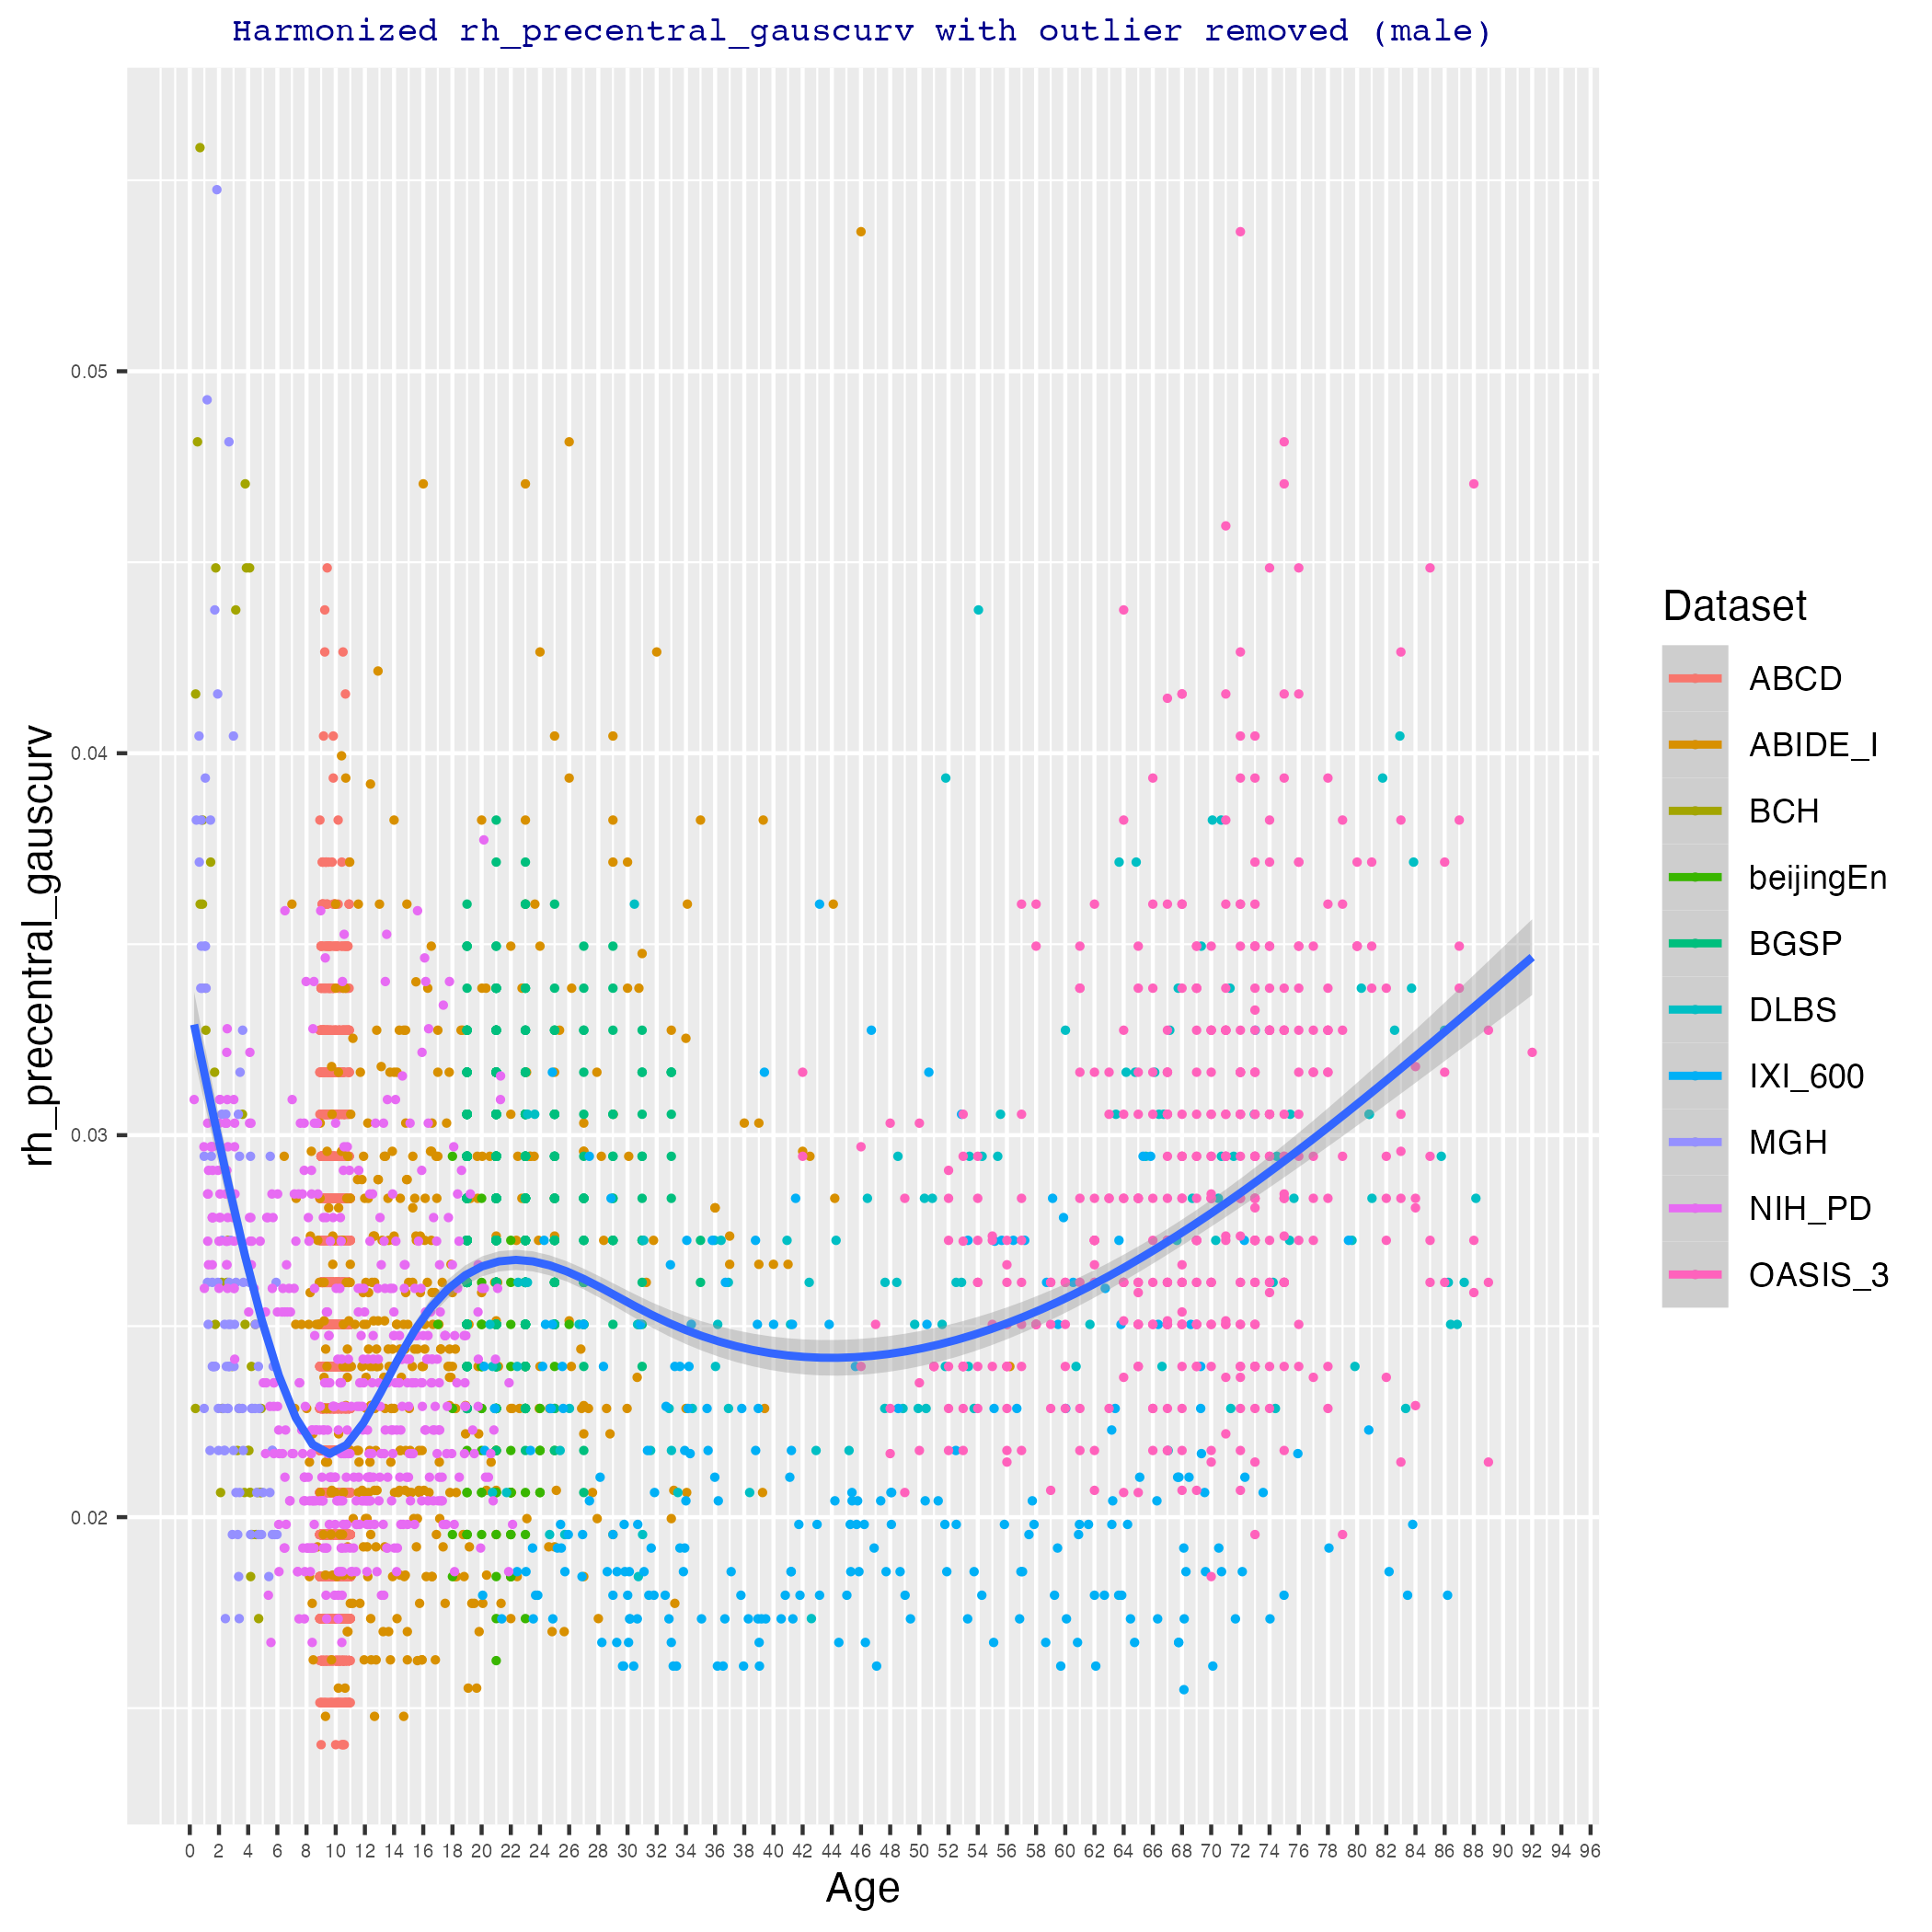 Harmonized rh_precentral_gauscurv with outlier removed (male)
rh_precentral_gauscurv
0.05
0.04
0.03
0.02
0 2 4 6 8 10 12 14 16 18 20 22 24 26 28 30 32 34 36 38 40 42 44 46 48 50 52 54 56 58 60 62 64 66 68 70 72 74 76 78 80 82 84 86 88 90 92 94 96
Age
Dataset
ABCD
ABIDE_I
BCH
beijingEn
BGSP
DLBS
IXI_600
MGH
NIH_PD
OASIS_3